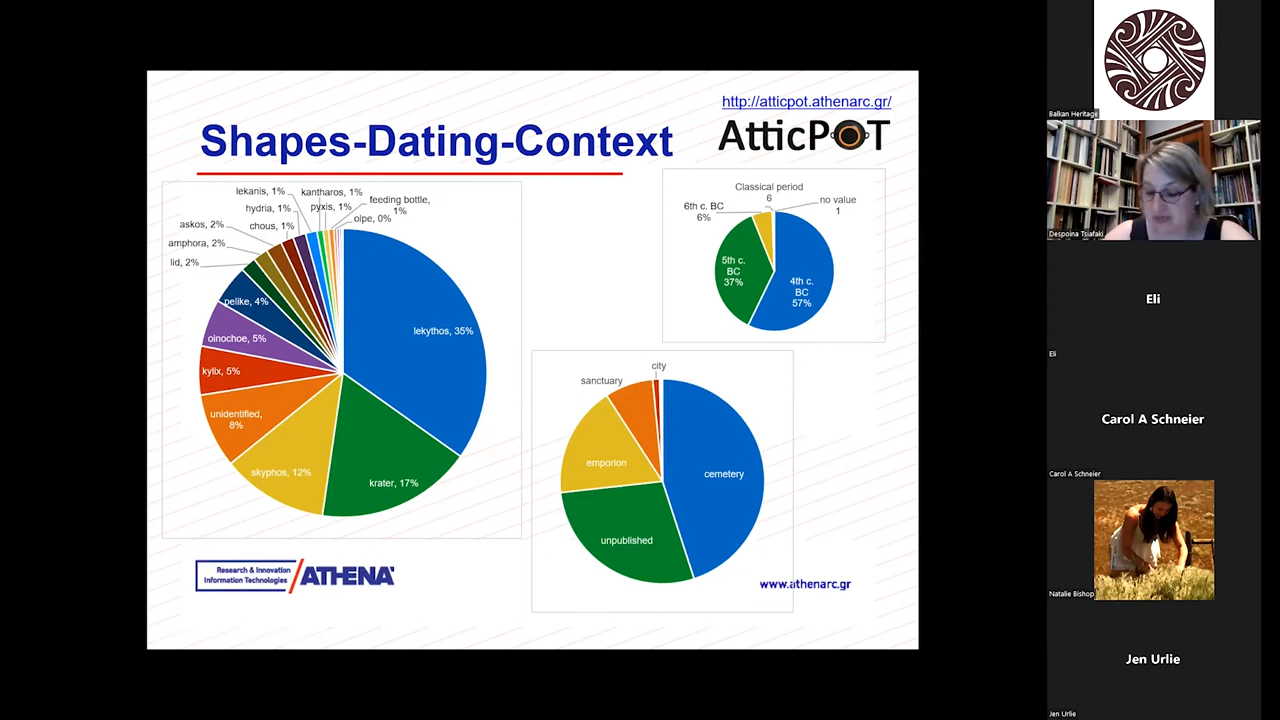 http://atticpot.athenarc.gr/
Shapes-Dating-Context
AtticPOT
lekanis, 1%
kantharos, 1%
hydria, 1%
pyxis, 1%
feeding bottle,
1%
askos, 2%
chous, 1%
olpe, 0%
amphora, 2%
lid, 2%
pelike, 4%
oinochoe, 5%
kylix, 5%
unidentified,
8%
skyphos, 12%
krater, 17%
lekythos, 35%
Classical period
6
6th c. BC
6%
no value
1
5th c.
BC
37%
4th c.
BC
57%
city
sanctuary
emporion
cemetery
unpublished
Research & Innovation
Information Technologies
ATHENA
www.athenarc.gr
Balkan Heritage
Despoina Tsiafaki
Eli
Eli
Carol A Schneier
Carol A Schneier
Natalie Bishop
Jen Urlie
Jen Urlie